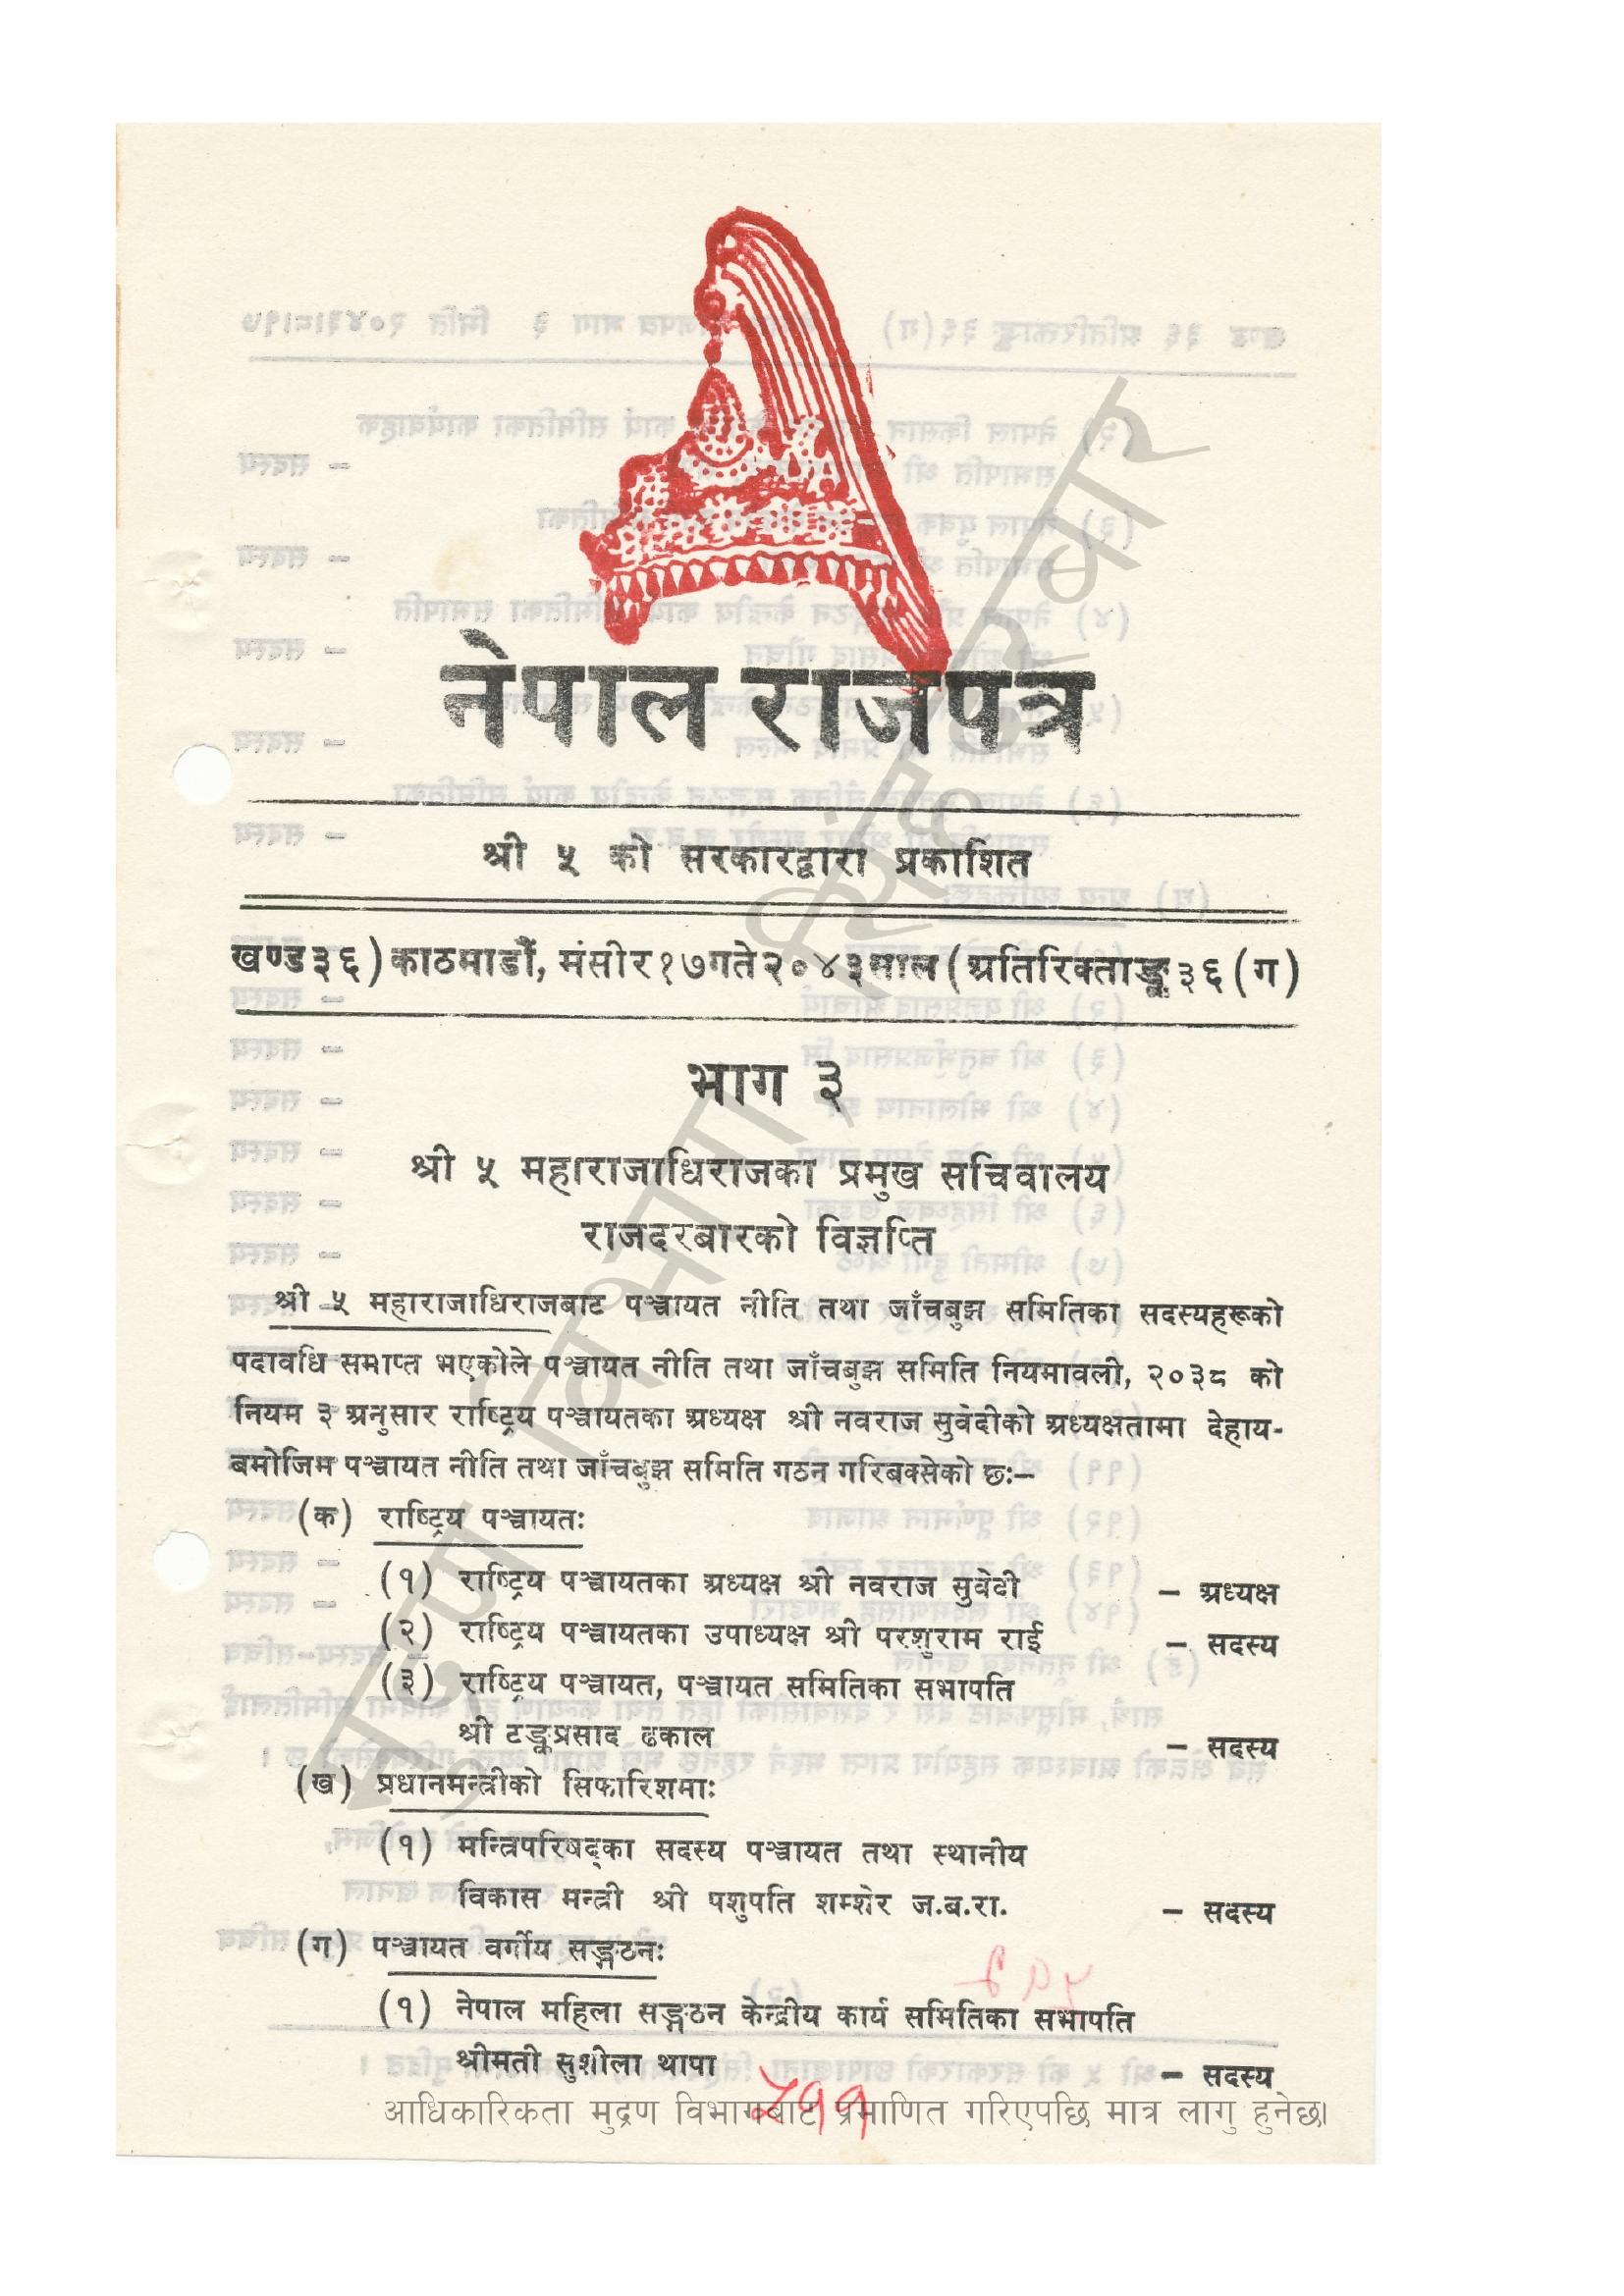 नेपाल राजपत्र
श्री ५ को सरकारद्वारा प्रकाशित
खण्ड ३६) काठमाडौं, मंसीर १७ गते २०४३ साल (अतिरिक्ताङ्क ३६ (ग)
भाग ३
श्री ५ महाराजाधिराजका प्रमुख सचिवालय
राजदरबारको विज्ञप्ति
श्री ५ महाराजाधिराजबाट पञ्चायत नीति तथा जाँचबुझ समितिका सदस्यहरूको
पदावधि समाप्त भएकोले पञ्चायत नीति तथा जाँचबुझ समिति नियमावली, २०३८ को
नियम ३ अनुसार राष्ट्रिय पञ्चायतका अध्यक्ष श्री नवराज सुवेदीको अध्यक्षतामा देहाय-
बमोजिम पञ्चायत नीति तथा जाँचबुझ समिति गठन गरिबक्सेको छ:–
(क) राष्ट्रिय पञ्चायतः
(१) राष्ट्रिय पञ्चायतका अध्यक्ष श्री नवराज सुवेदी – अध्यक्ष
(२) राष्ट्रिय पञ्चायतका उपाध्यक्ष श्री परशुराम राई – सदस्य
(३) राष्ट्रिय पञ्चायत, पञ्चायत समितिका सभापति
श्री टङ्कप्रसाद ढकाल – सदस्य
(ख) प्रधानमन्त्रीको सिफारिशमाः
(१) मन्त्रिपरिषद्का सदस्य पञ्चायत तथा स्थानीय
विकास मन्त्री श्री पशुपति शम्शेर ज.ब.रा. – सदस्य
(ग) पञ्चायत वर्गीय सङ्गठनः
(१) नेपाल महिला सङ्गठन केन्द्रीय कार्य समितिका सभापति
श्रीमती सुशीला थापा – सदस्य
आधिकारिकता मुद्रण विभागबाट प्रमाणित गरिएपछि मात्र लागु हुनेछ।
मुद्रण विभाग, सिंहदरबार